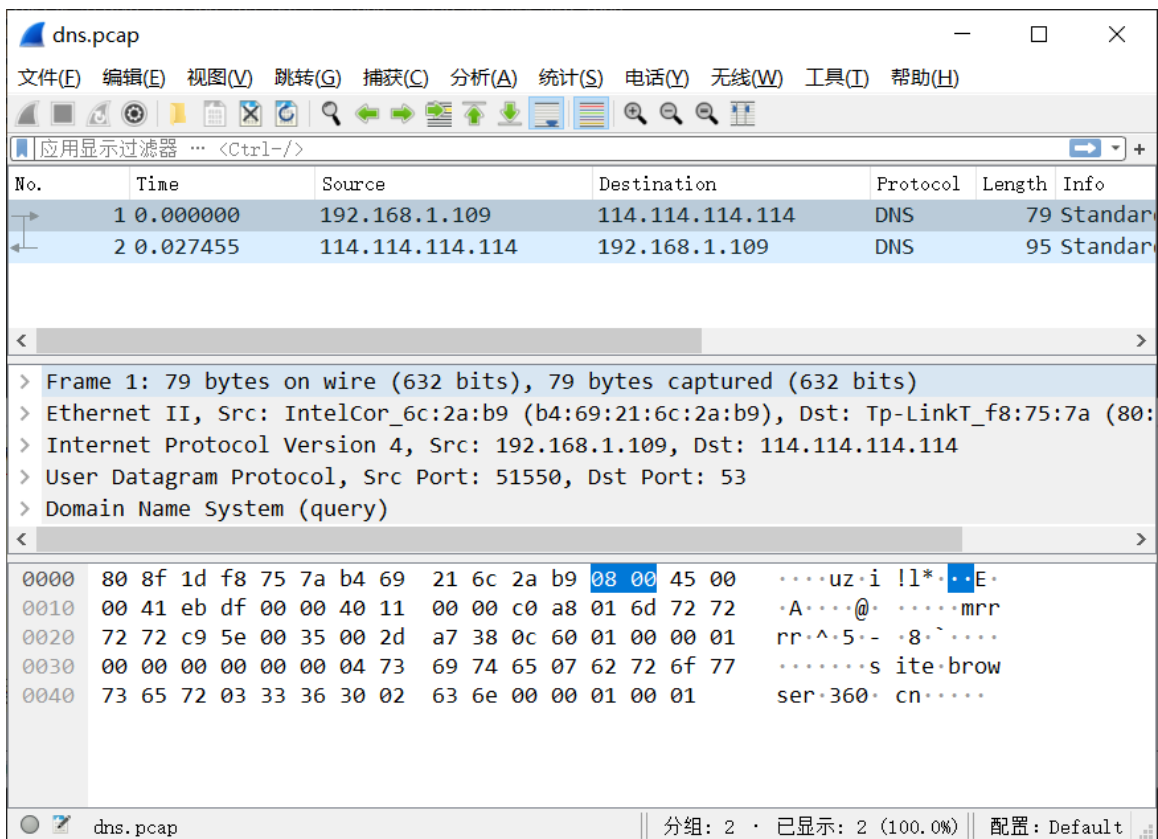 dns.pcap
文件(F) 编辑(E) 视图(V) 跳转(G) 捕获(C) 分析(A) 统计(S) 电话(Y) 无线(W) 工具(T) 帮助(H)
应用显示过滤器 … <Ctrl-/> +
No. Time Source Destination Protocol Length Info
1 0.000000 192.168.1.109 114.114.114.114 DNS 79 Standar
2 0.027455 114.114.114.114 192.168.1.109 DNS 95 Standar
> Frame 1: 79 bytes on wire (632 bits), 79 bytes captured (632 bits)
> Ethernet II, Src: IntelCor_6c:2a:b9 (b4:69:21:6c:2a:b9), Dst: Tp-LinkT_f8:75:7a (80:
> Internet Protocol Version 4, Src: 192.168.1.109, Dst: 114.114.114.114
> User Datagram Protocol, Src Port: 51550, Dst Port: 53
> Domain Name System (query)
0000 80 8f 1d f8 75 7a b4 69 21 6c 2a b9 08 00 45 00 ····uz·i !l*···E·
0010 00 41 eb df 00 00 40 11 00 00 c0 a8 01 6d 72 72 ·A····@· ·····mrr
0020 72 72 c9 5e 00 35 00 2d a7 38 0c 60 01 00 00 01 rr·^·5·- ·8·`····
0030 00 00 00 00 00 00 04 73 69 74 65 07 62 72 6f 77 ·······s ite·brow
0040 73 65 72 03 33 36 30 02 63 6e 00 00 01 00 01 ser·360· cn·····
dns.pcap 分组: 2 · 已显示: 2 (100.0%) 配置: Default